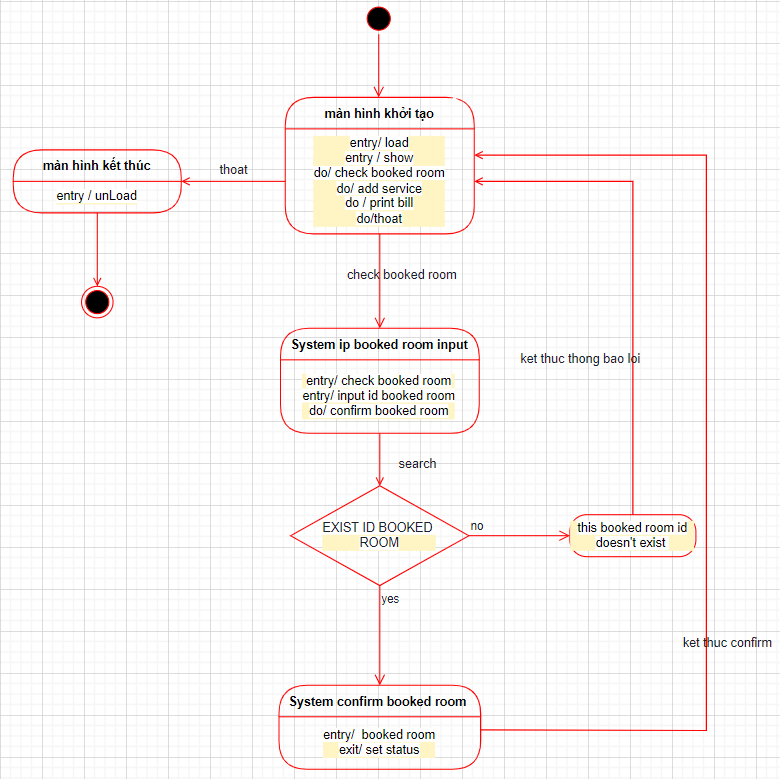 màn hình khởi tạo
entry/ load
entry / show
do/ check booked room
do/ add service
do / print bill
do/thoat
thoat
màn hình kết thúc
entry / unLoad
check booked room
System ip booked room input
entry/ check booked room
entry/ input id booked room
do/ confirm booked room
ket thuc thong bao loi
search
EXIST ID BOOKED
ROOM
no
this booked room id
doesn't exist
yes
ket thuc confirm
System confirm booked room
entry/ booked room
exit/ set status